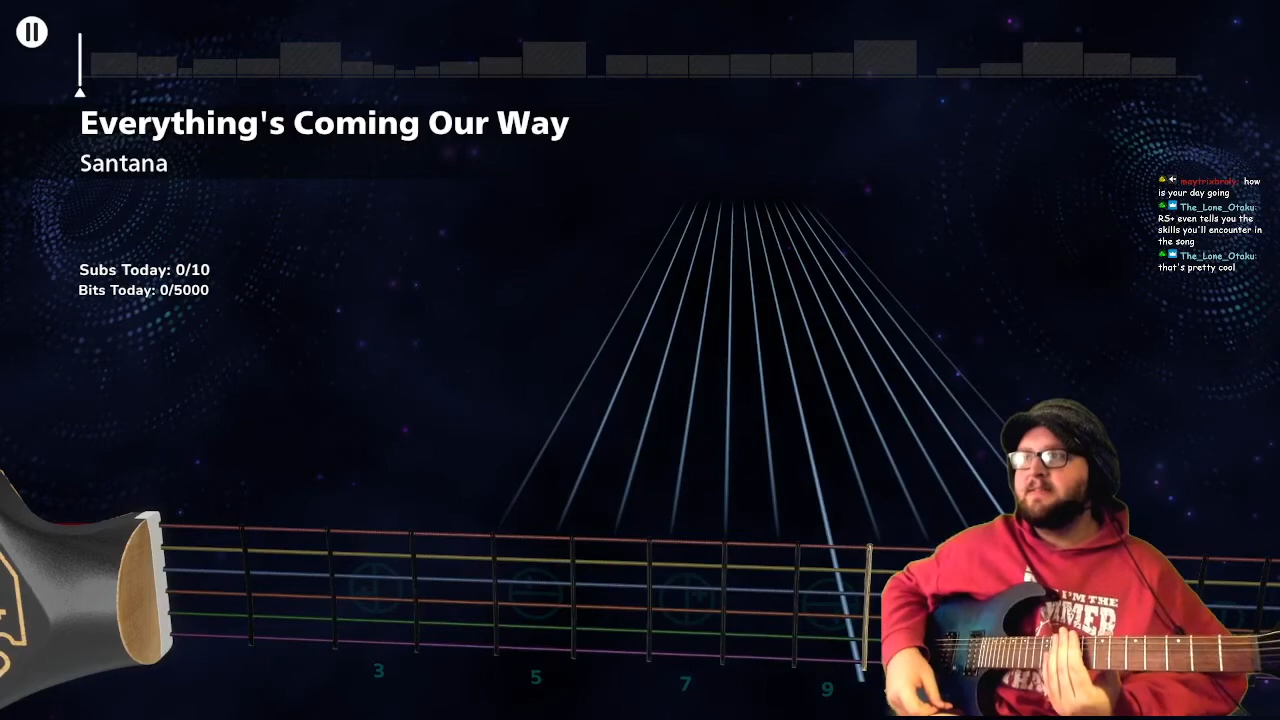 Everything's Coming Our Way
Santana
maytrixbroly: how
is your day going
The_Lone_Otaku:
RS+ even tells you the
skills you'll encounter in
the song
The_Lone_Otaku:
that's pretty cool
Subs Today: 0/10
Bits Today: 0/5000
I'M THE
3
5
7
9